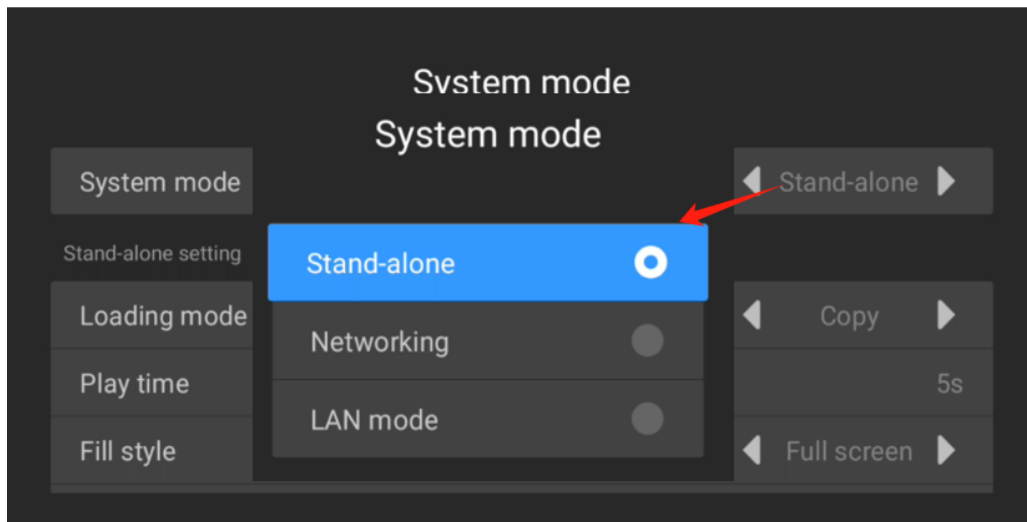 System mode
System mode
System mode
Stand-alone
Stand-alone setting
Stand-alone
Loading mode
Copy
Networking
Play time
5s
LAN mode
Fill style
Full screen